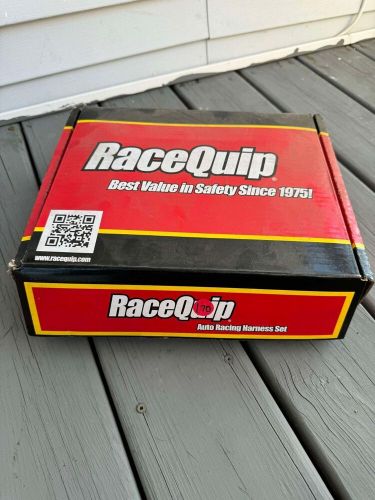 RaceQuip
Best Value in Safety Since 1975!
www.racequip.com
RaceQuip
Auto Racing Harness Set